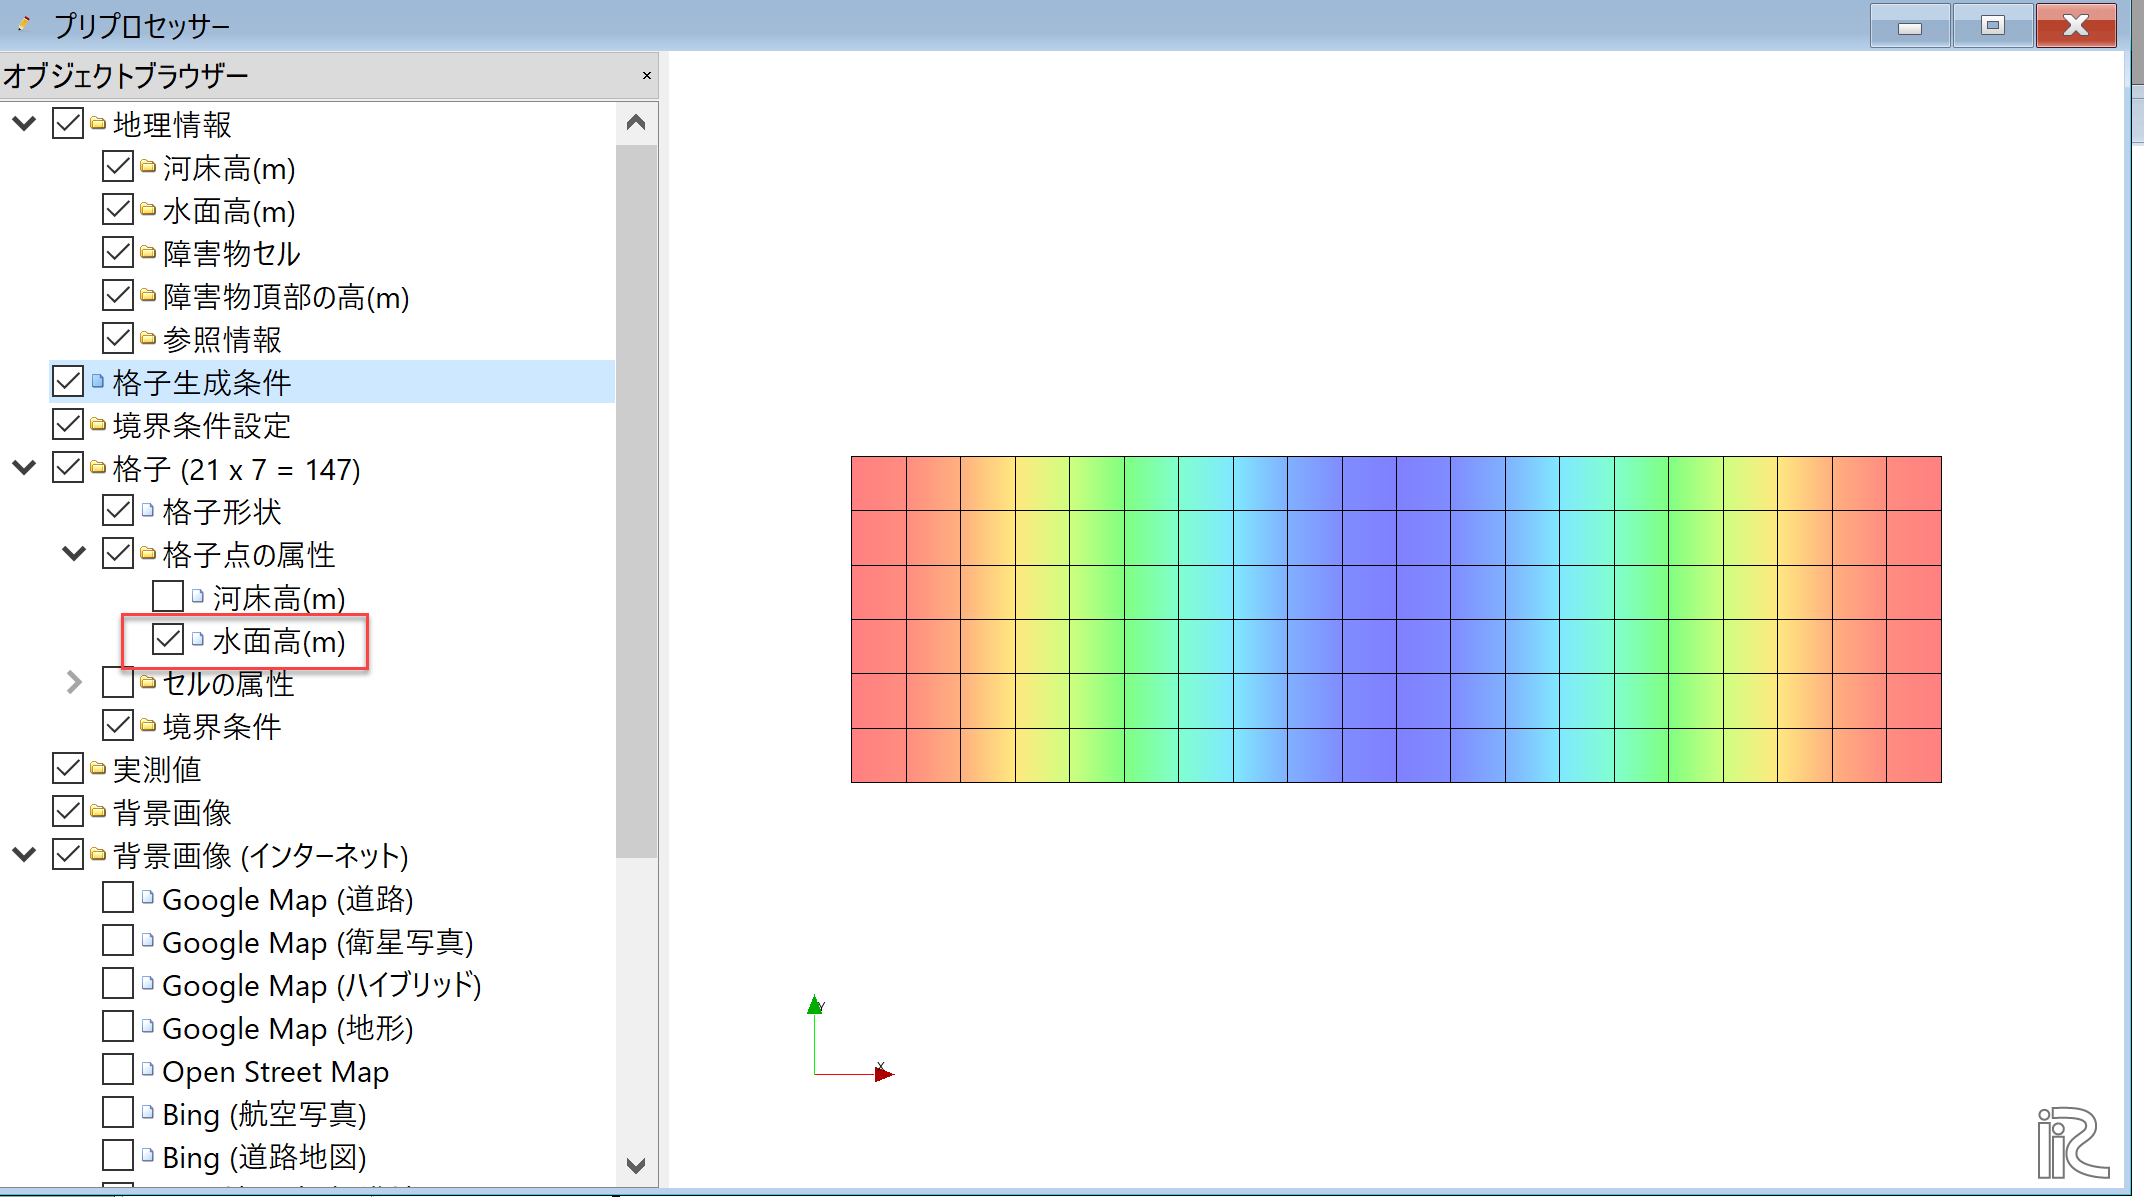 プリプロセッサー
オブジェクトブラウザー
地理情報
河床高(m)
水面高(m)
障害物セル
障害物頂部の高(m)
参照情報
格子生成条件
境界条件設定
格子 (21 x 7 = 147)
格子形状
格子点の属性
河床高(m)
水面高(m)
セルの属性
境界条件
実測値
背景画像
背景画像 (インターネット)
Google Map (道路)
Google Map (衛星写真)
Google Map (ハイブリッド)
Google Map (地形)
Open Street Map
Bing (航空写真)
Bing (道路地図)
Y
X
iRiC